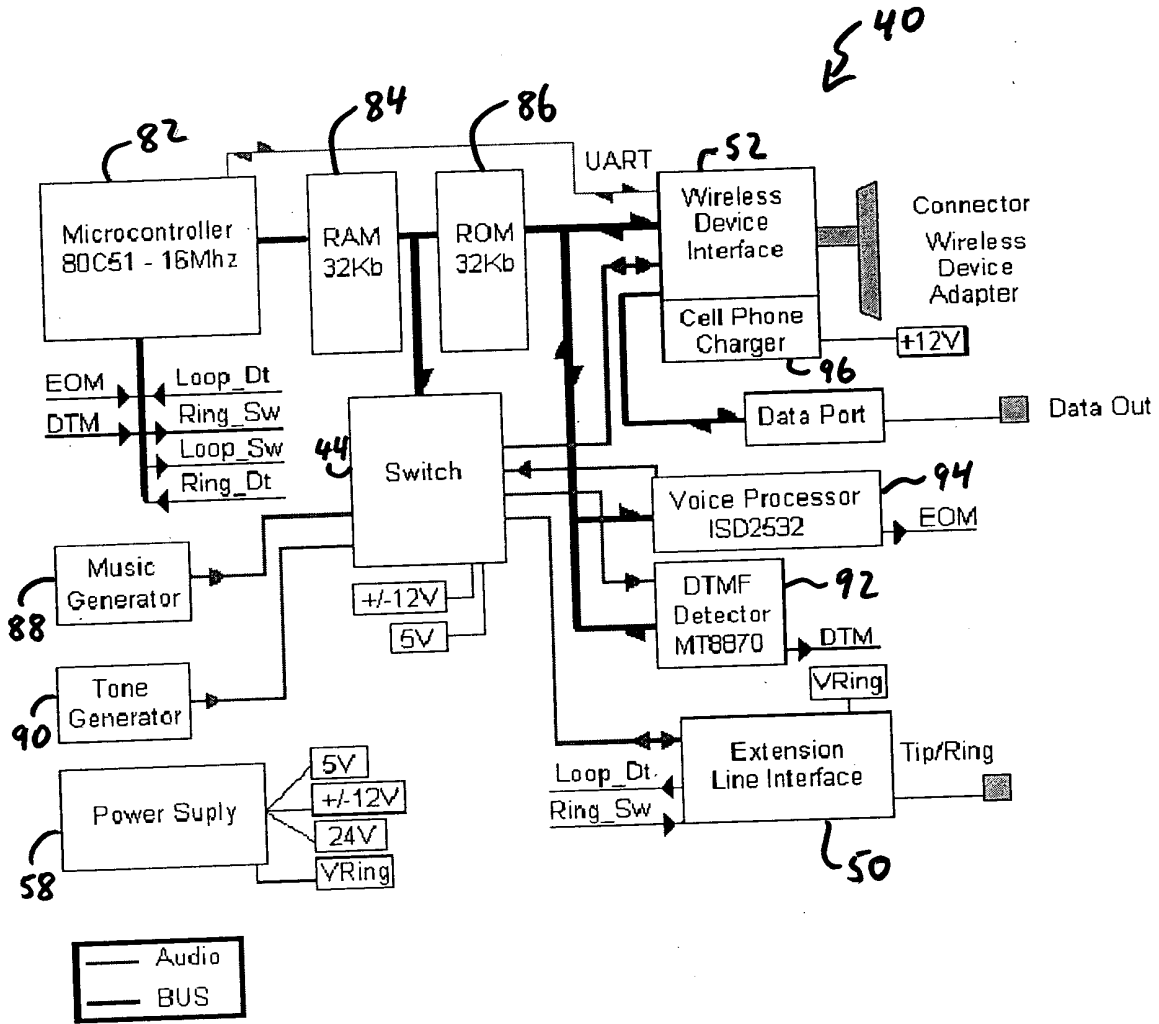 40
82
84
86
52
UART
Microcontroller
80C51 - 16Mhz
RAM
32Kb
ROM
32Kb
Wireless
Device
Interface
Connector
Wireless
Device
Adapter
Cell Phone
Charger
+12V
96
EOM
Loop_Dt
DTM
Ring_Sw
Loop_Sw
Ring_Dt
Data Port
Data Out
44
Switch
Voice Processor
ISD2532
94
EOM
Music
Generator
88
+/-12V
5V
DTMF
Detector
MT8870
92
DTM
VRing
Tone
Generator
90
Extension
Line Interface
Tip/Ring
Loop_Dt
Ring_Sw
50
Power Suply
58
5V
+/-12V
24V
VRing
Audio
BUS